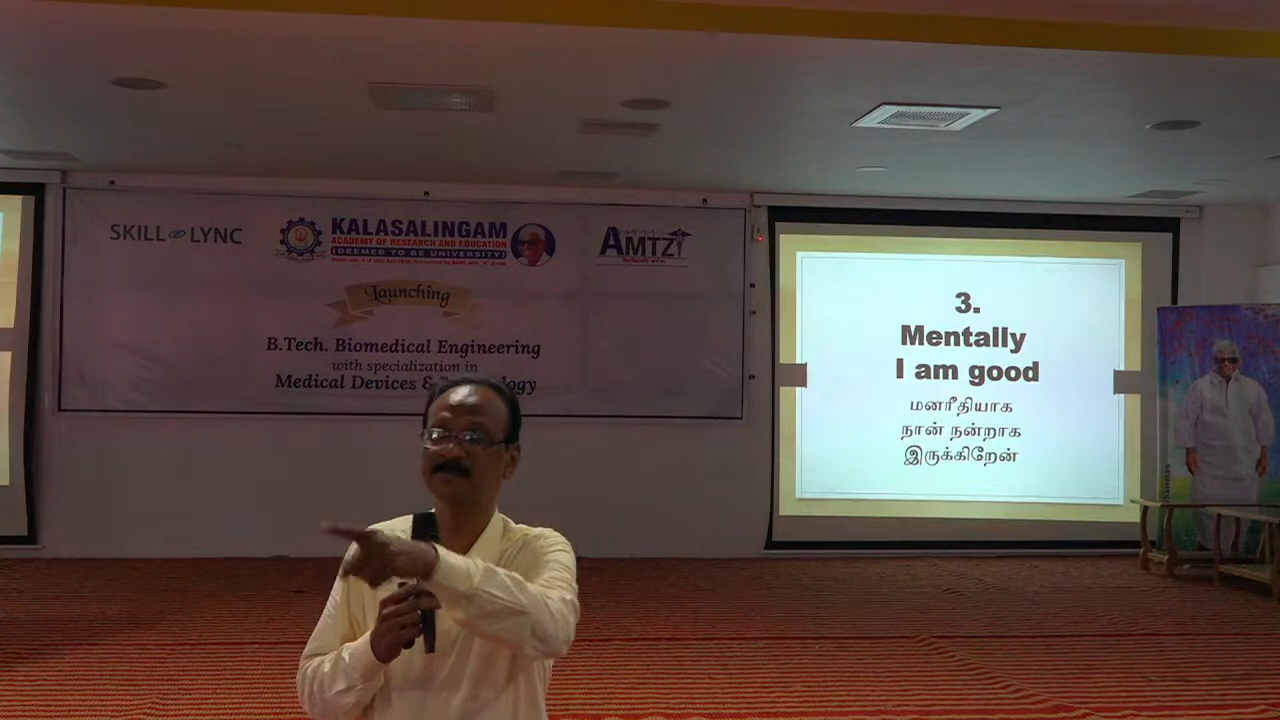 SKILL LYNC
KALASALINGAM
ACADEMY OF RESEARCH AND EDUCATION
(DEEMED TO BE UNIVERSITY)
AMTZ
Launching
B.Tech. Biomedical Engineering
with specialization in
Medical Devices &
3.
Mentally
I am good
மனரீதியாக
நான் நன்றாக
இருக்கிறேன்